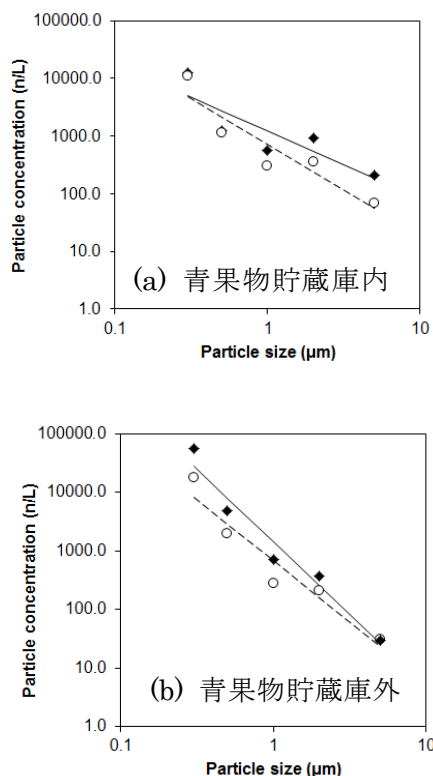 100000.0
10000.0
1000.0
100.0
10.0
1.0
Particle concentration (n/L)
(a) 青果物貯蔵庫内
0.1 1 10
Particle size (µm)
100000.0
10000.0
1000.0
100.0
10.0
1.0
Particle concentration (n/L)
(b) 青果物貯蔵庫外
0.1 1 10
Particle size (µm)